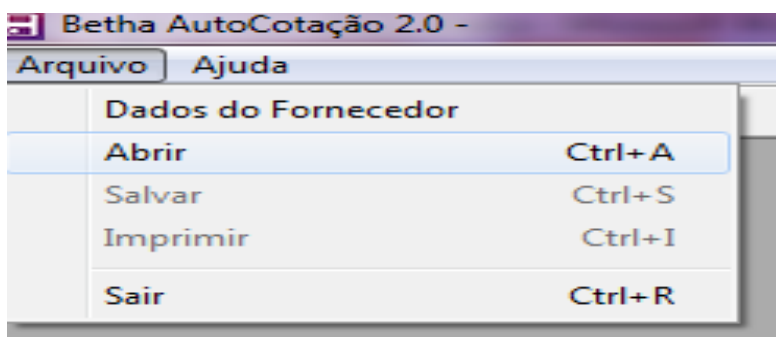 Betha AutoCotação 2.0 -
Arquivo Ajuda
Dados do Fornecedor
Abrir Ctrl+A
Salvar Ctrl+S
Imprimir Ctrl+I
Sair Ctrl+R